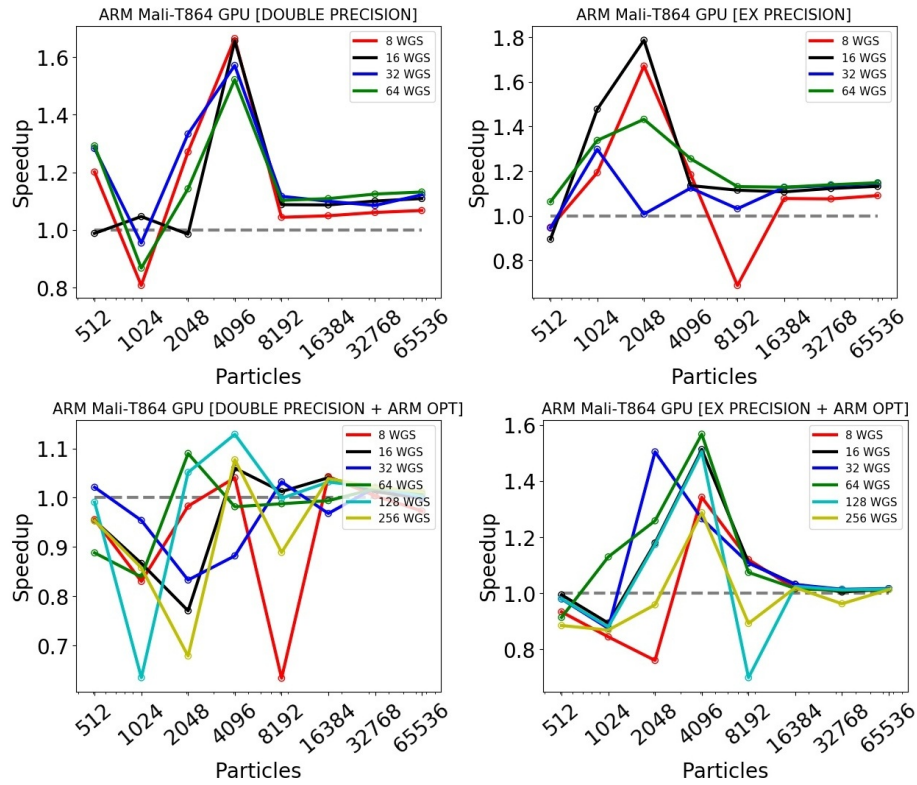 ARM Mali-T864 GPU [DOUBLE PRECISION]
Speedup
1.6
1.4
1.2
1.0
0.8
8 WGS
16 WGS
32 WGS
64 WGS
512
1024
2048
4096
8192
16384
32768
65536
Particles
ARM Mali-T864 GPU [EX PRECISION]
Speedup
1.8
1.6
1.4
1.2
1.0
0.8
8 WGS
16 WGS
32 WGS
64 WGS
512
1024
2048
4096
8192
16384
32768
65536
Particles
ARM Mali-T864 GPU [DOUBLE PRECISION + ARM OPT]
Speedup
1.1
1.0
0.9
0.8
0.7
8 WGS
16 WGS
32 WGS
64 WGS
128 WGS
256 WGS
512
1024
2048
4096
8192
16384
32768
65536
Particles
ARM Mali-T864 GPU [EX PRECISION + ARM OPT]
Speedup
1.6
1.4
1.2
1.0
0.8
8 WGS
16 WGS
32 WGS
64 WGS
128 WGS
256 WGS
512
1024
2048
4096
8192
16384
32768
65536
Particles